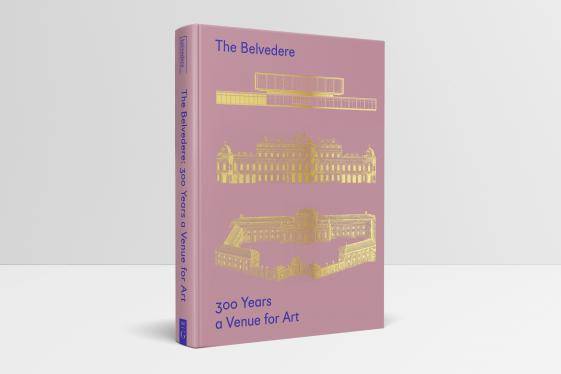 The Belvedere
300 Years
a Venue for Art
The Belvedere: 300 Years a Venue for Art